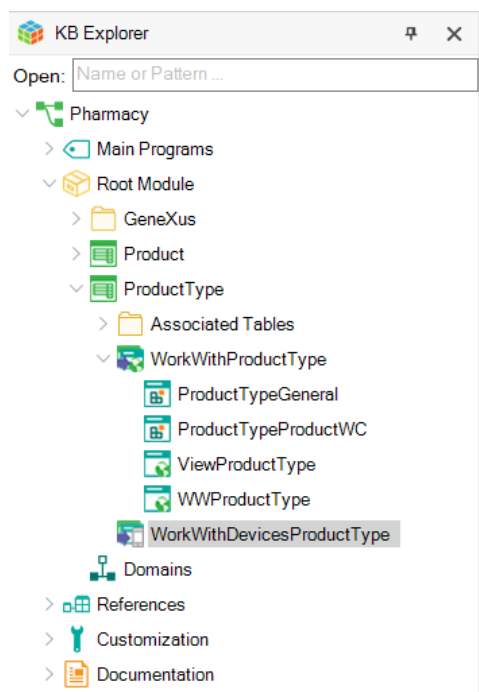 KB Explorer
Open: Name or Pattern ...
Pharmacy
Main Programs
Root Module
GeneXus
Product
ProductType
Associated Tables
WorkWithProductType
ProductTypeGeneral
ProductTypeProductWC
ViewProductType
WWProductType
WorkWithDevicesProductType
Domains
References
Customization
Documentation